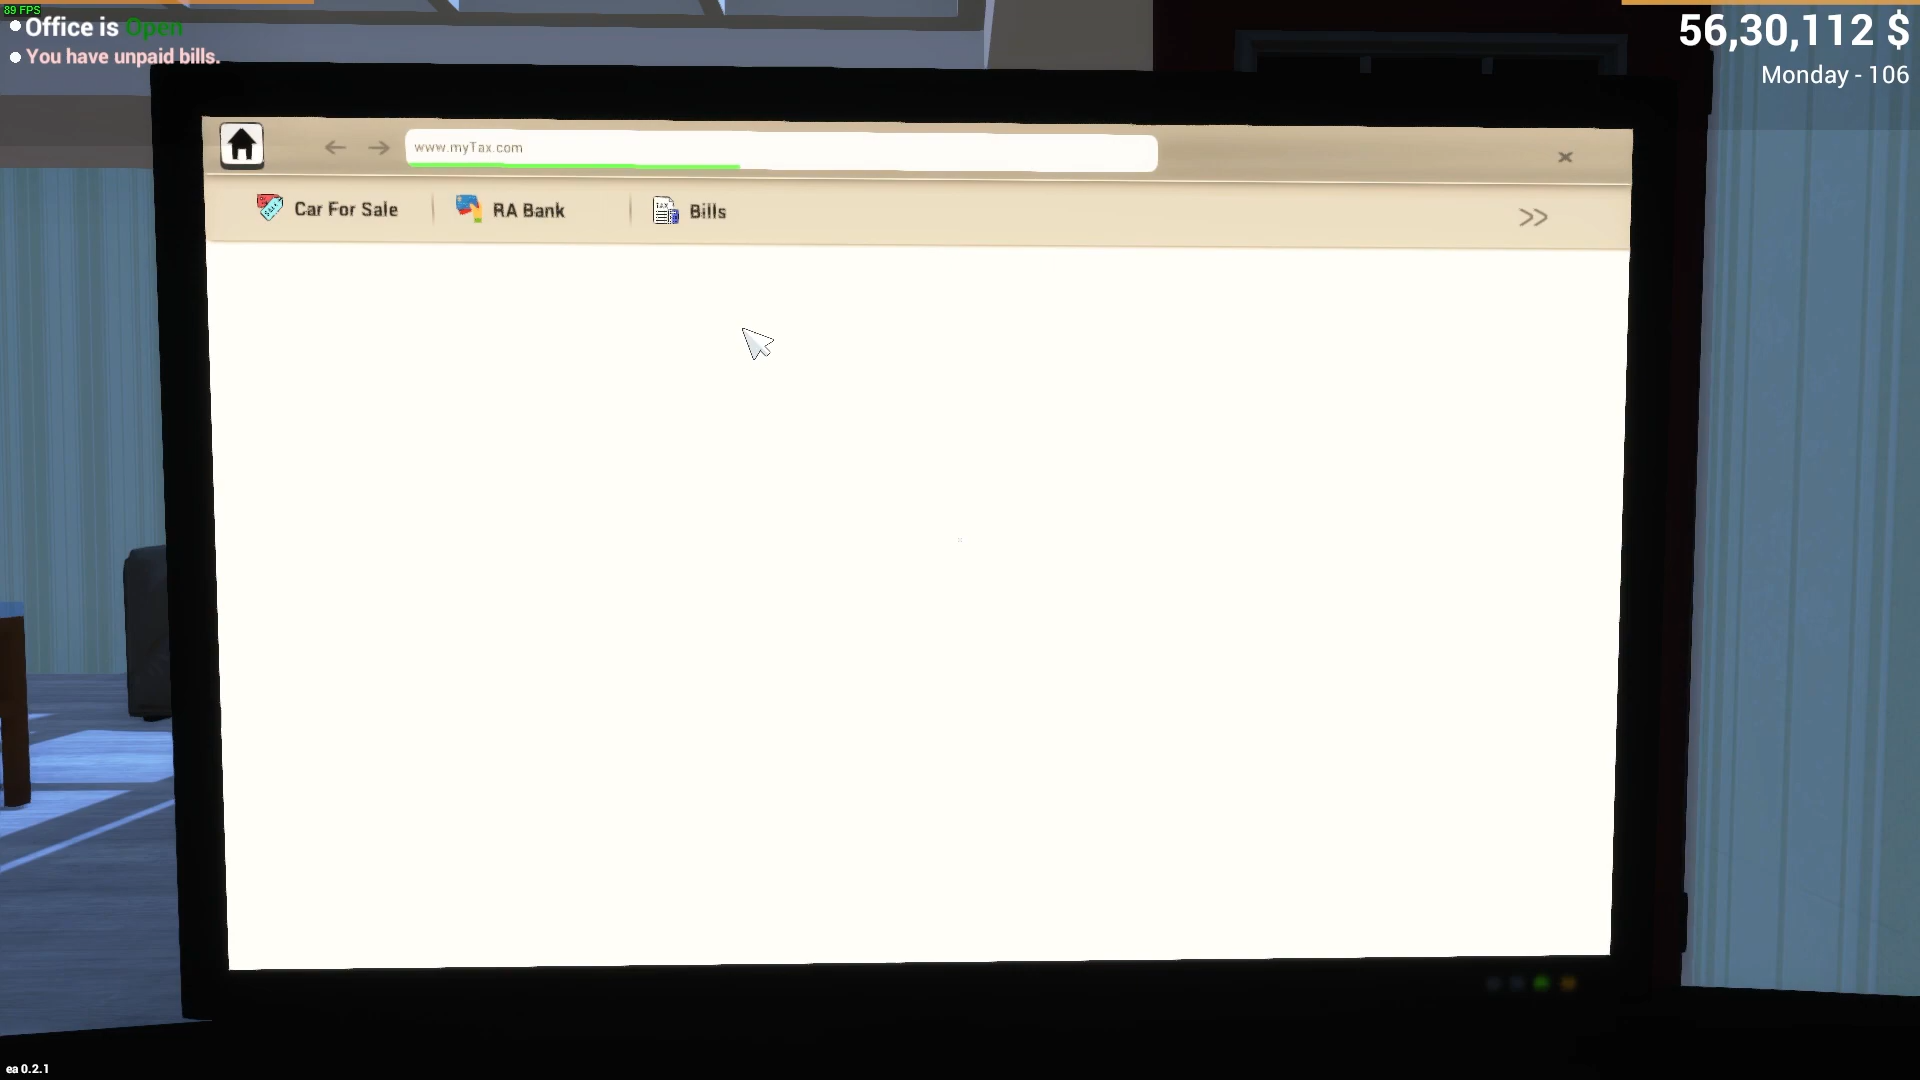 89 FPS
Office is Open
You have unpaid bills.
56,30,112 $
Monday - 106
www.myTax.com
Car For Sale
RA Bank
Bills
ea 0.2.1